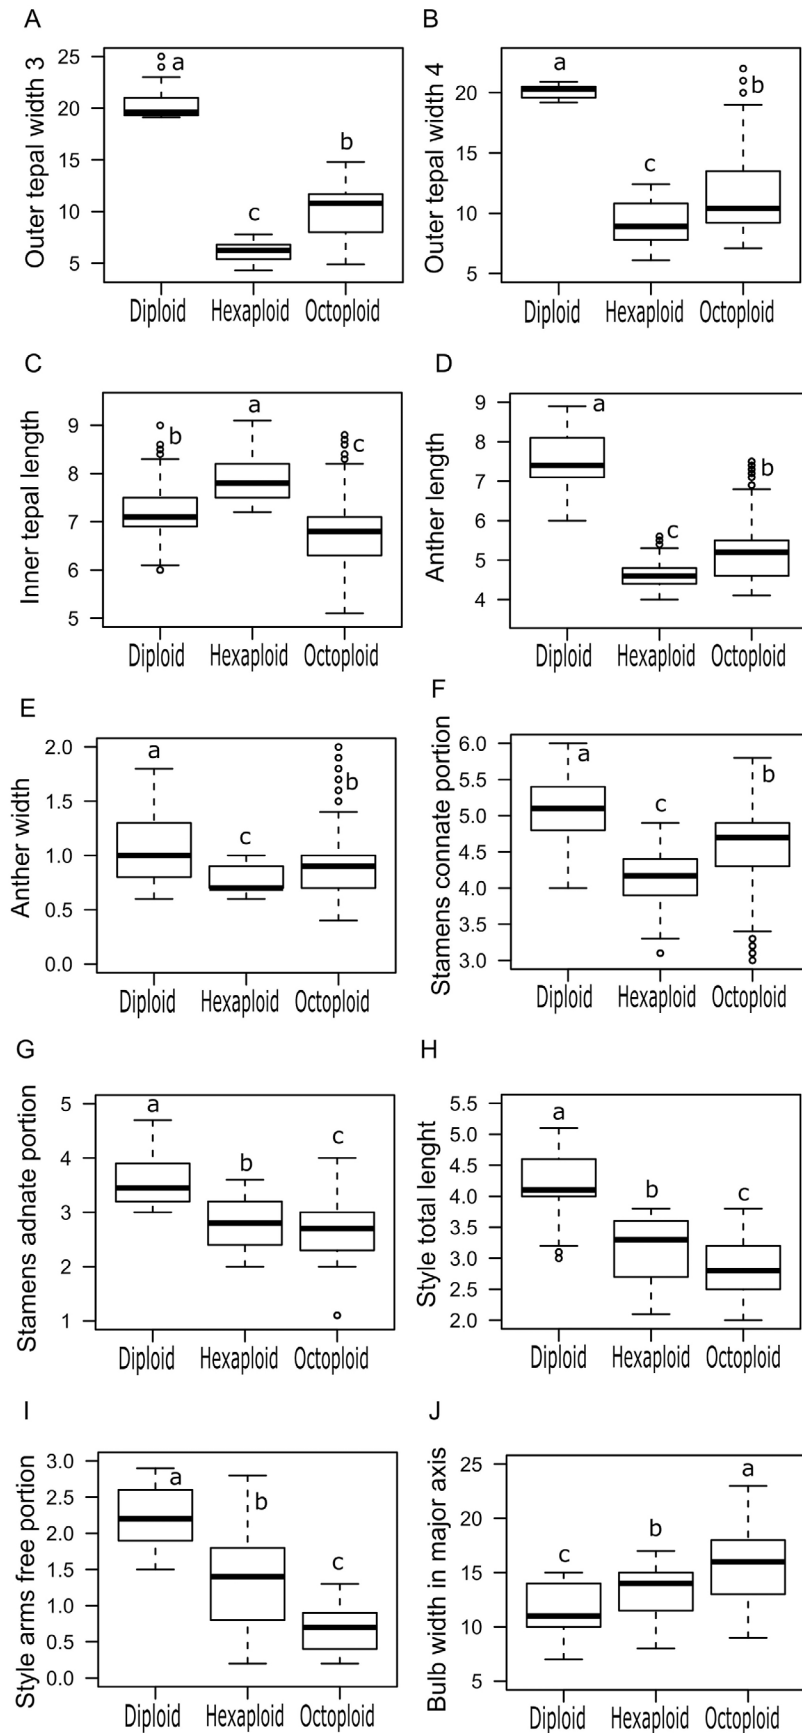 A
Outer tepal width 3
25
20
15
10
5
a
c
b
Diploid Hexaploid Octoploid
B
Outer tepal width 4
20
15
10
5
a
c
b
Diploid Hexaploid Octoploid
C
Inner tepal length
9
8
7
6
5
b
a
c
Diploid Hexaploid Octoploid
D
Anther length
9
8
7
6
5
4
a
c
b
Diploid Hexaploid Octoploid
E
Anther width
2.0
1.5
1.0
0.5
0.0
a
c
b
Diploid Hexaploid Octoploid
F
Stamens connate portion
6.0
5.5
5.0
4.5
4.0
3.5
3.0
a
c
b
Diploid Hexaploid Octoploid
G
Stamens adnate portion
5
4
3
2
1
a
b
c
Diploid Hexaploid Octoploid
H
Style total lenght
5.5
5.0
4.5
4.0
3.5
3.0
2.5
2.0
a
b
c
Diploid Hexaploid Octoploid
I
Style arms free portion
3.0
2.5
2.0
1.5
1.0
0.5
0.0
a
b
c
Diploid Hexaploid Octoploid
J
Bulb width in major axis
25
20
15
10
5
c
b
a
Diploid Hexaploid Octoploid